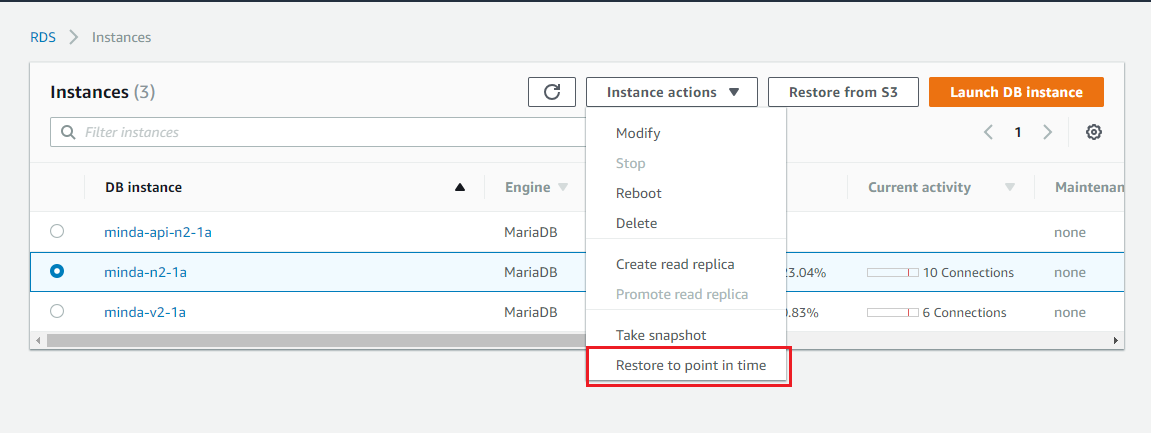 RDS > Instances
Instances (3)
Instance actions
Restore from S3
Launch DB instance
Filter instances
1
Modify
Stop
Reboot
Delete
Create read replica
Promote read replica
Take snapshot
Restore to point in time
DB instance Engine Current activity
minda-api-n2-1a MariaDB none
minda-n2-1a MariaDB 23.04% 10 Connections none
minda-v2-1a MariaDB 6 Connections none